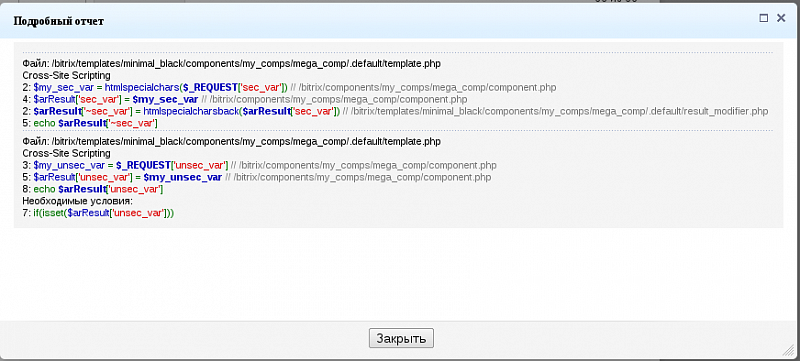 Подробный отчет
Файл: /bitrix/templates/minimal_black/components/my_comps/mega_comp/.default/template.php
Cross-Site Scripting
2: $my_sec_var = htmlspecialchars($_REQUEST['sec_var']) // /bitrix/components/my_comps/mega_comp/component.php
4: $arResult['sec_var'] = $my_sec_var // /bitrix/components/my_comps/mega_comp/component.php
2: $arResult['~sec_var'] = htmlspecialcharsback($arResult['sec_var']) // /bitrix/templates/minimal_black/components/my_comps/mega_comp/.default/result_modifier.php
5: echo $arResult['~sec_var']
Файл: /bitrix/templates/minimal_black/components/my_comps/mega_comp/.default/template.php
Cross-Site Scripting
3: $my_unsec_var = $_REQUEST['unsec_var'] // /bitrix/components/my_comps/mega_comp/component.php
5: $arResult['unsec_var'] = $my_unsec_var // /bitrix/components/my_comps/mega_comp/component.php
8: echo $arResult['unsec_var']
Необходимые условия:
7: if(isset($arResult['unsec_var']))
Закрыть